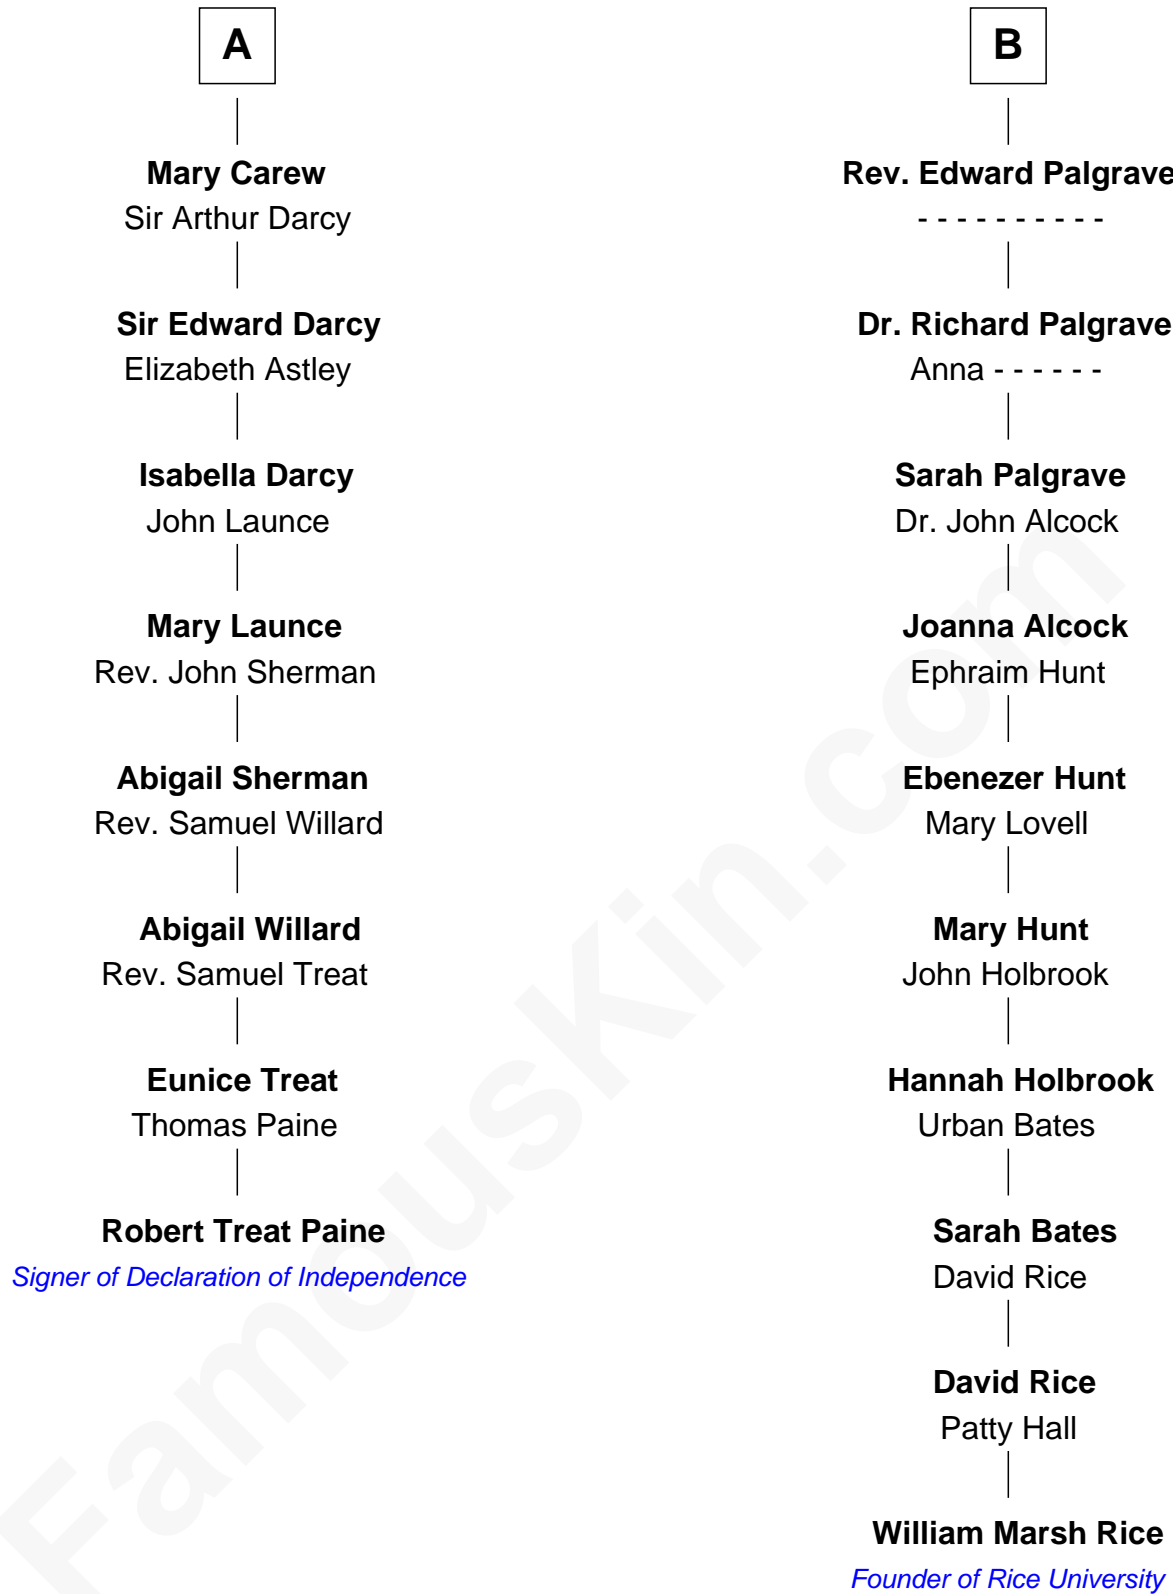 A
Mary Carew
Sir Arthur Darcy
Sir Edward Darcy
Elizabeth Astley
Isabella Darcy
John Launce
Mary Launce
Rev. John Sherman
Abigail Sherman
Rev. Samuel Willard
Abigail Willard
Rev. Samuel Treat
Eunice Treat
Thomas Paine
Robert Treat Paine
Signer of Declaration of Independence
B
Rev. Edward Palgrave
- - - - - - - - - -
Dr. Richard Palgrave
Anna - - - - - -
Sarah Palgrave
Dr. John Alcock
Joanna Alcock
Ephraim Hunt
Ebenezer Hunt
Mary Lovell
Mary Hunt
John Holbrook
Hannah Holbrook
Urban Bates
Sarah Bates
David Rice
David Rice
Patty Hall
William Marsh Rice
Founder of Rice University
FamousKin.com